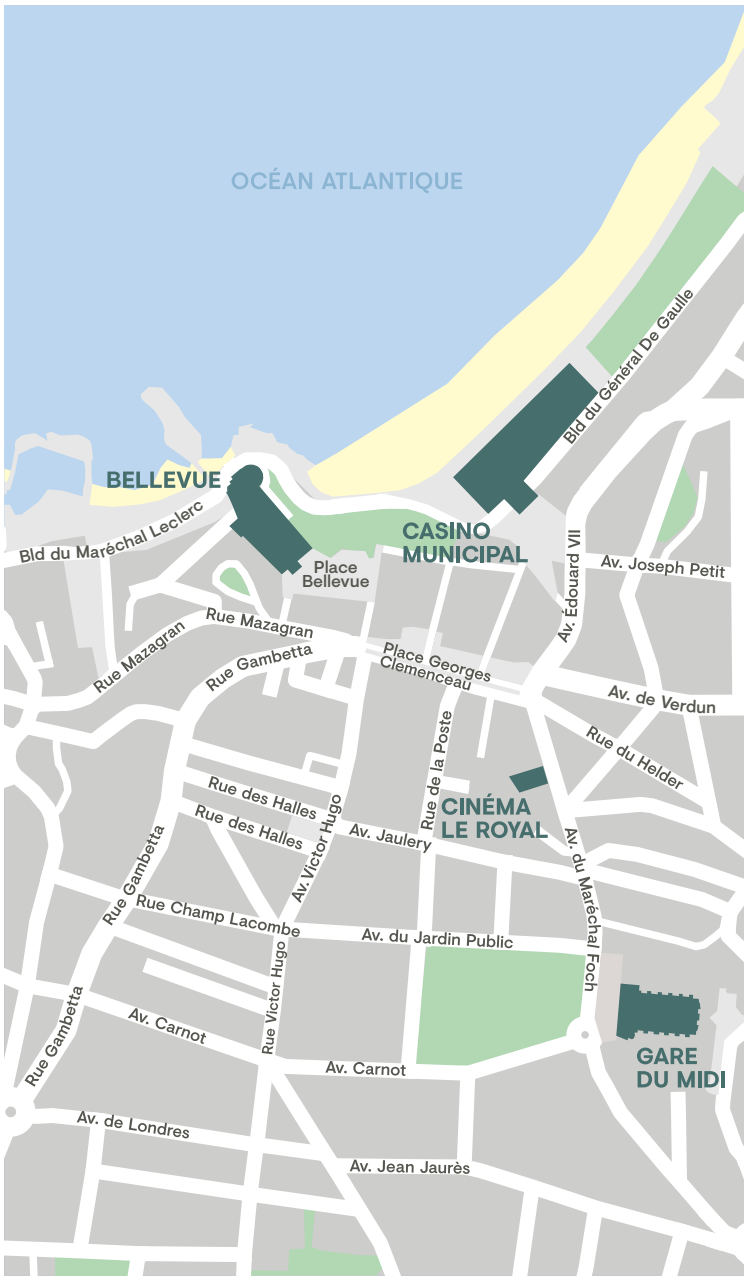 OCÉAN ATLANTIQUE
Bld du Général De Gaulle
BELLEVUE
Bld du Maréchal Leclerc
CASINO
MUNICIPAL
Place
Bellevue
Av. Édouard VII
Av. Joseph Petit
Rue Mazagran
Rue Mazagran
Rue Gambetta
Place Georges
Clemenceau
Av. de Verdun
Rue du Helder
Rue de la Poste
CINÉMA
LE ROYAL
Rue des Halles
Rue des Halles
Av. Victor Hugo
Av. Jaulery
Av. du Maréchal Foch
Rue Gambetta
Rue Champ Lacombe
Av. du Jardin Public
Rue Victor Hugo
Rue Gambetta
Av. Carnot
Av. Carnot
GARE
DU MIDI
Av. de Londres
Av. Jean Jaurès